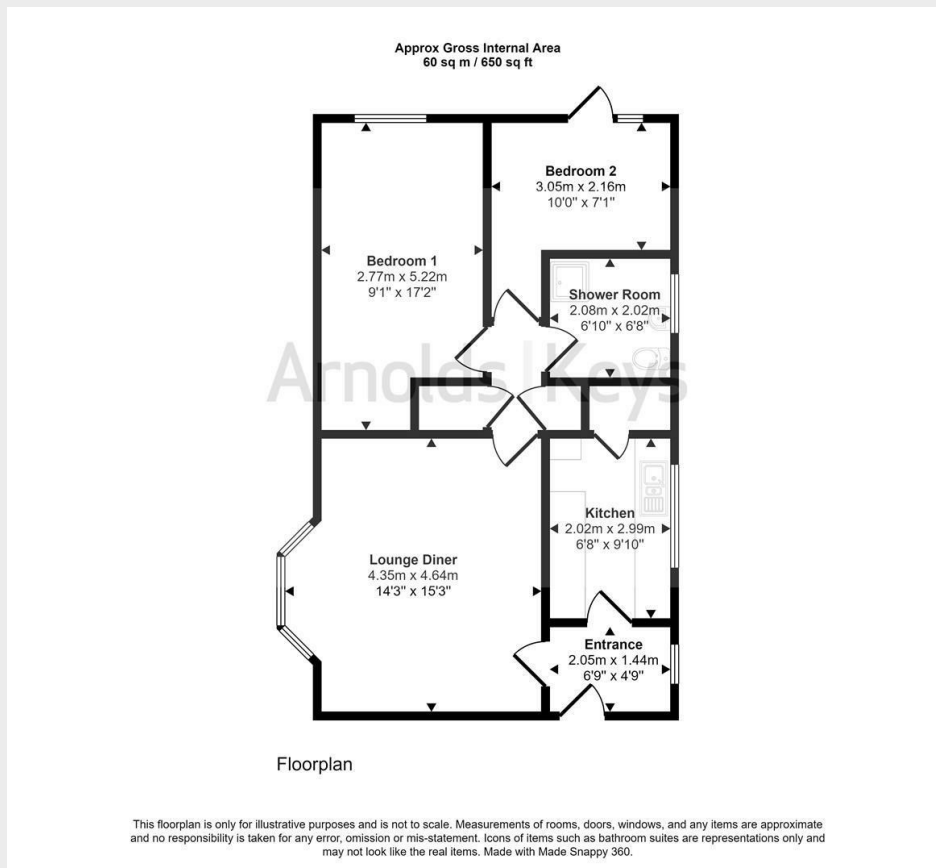 Approx Gross Internal Area
60 sq m / 650 sq ft
Bedroom 2
3.05m x 2.16m
10'0" x 7'1"
Bedroom 1
2.77m x 5.22m
9'1" x 17'2"
Shower Room
2.08m x 2.02m
6'10" x 6'8"
Arnolds | Keys
Kitchen
2.02m x 2.99m
6'8" x 9'10"
Lounge Diner
4.35m x 4.64m
14'3" x 15'3"
Entrance
2.05m x 1.44m
6'9" x 4'9"
Floorplan
This floorplan is only for illustrative purposes and is not to scale. Measurements of rooms, doors, windows, and any items are approximate
and no responsibility is taken for any error, omission or mis-statement. Icons of items such as bathroom suites are representations only and
may not look like the real items. Made with Made Snappy 360.